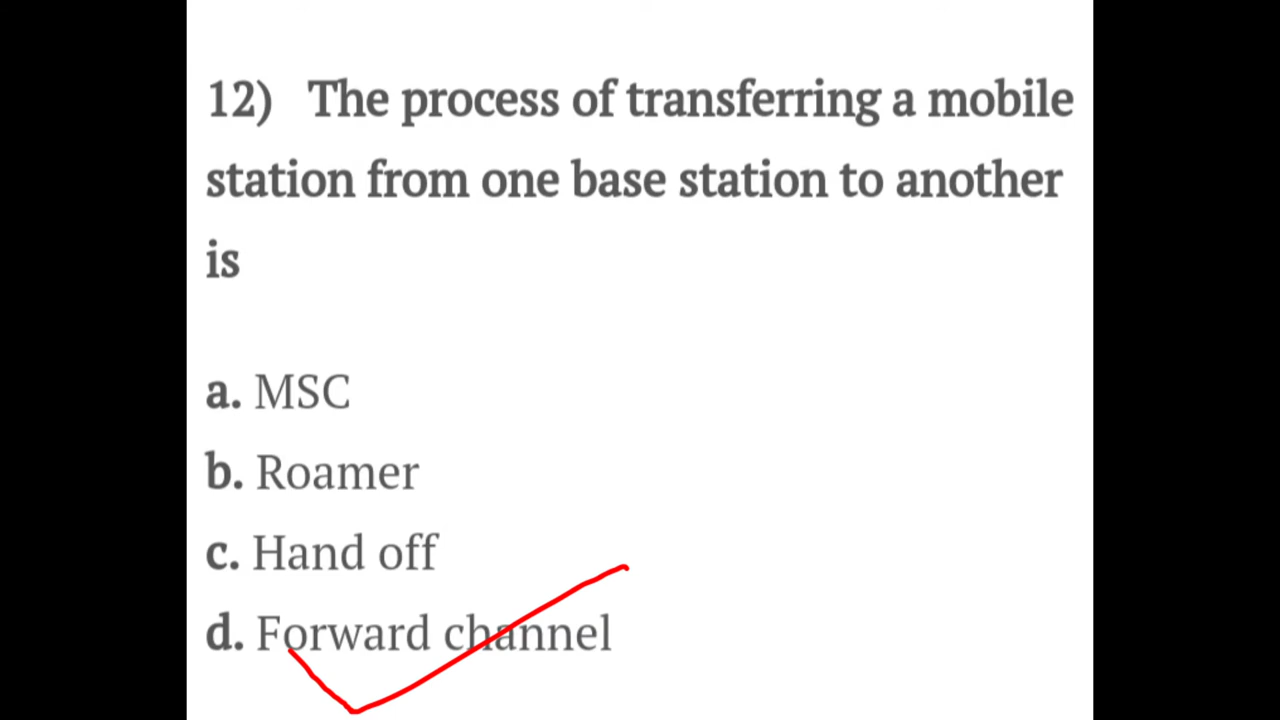 12) The process of transferring a mobile
station from one base station to another
is
a. MSC
b. Roamer
c. Hand off
d. Forward channel